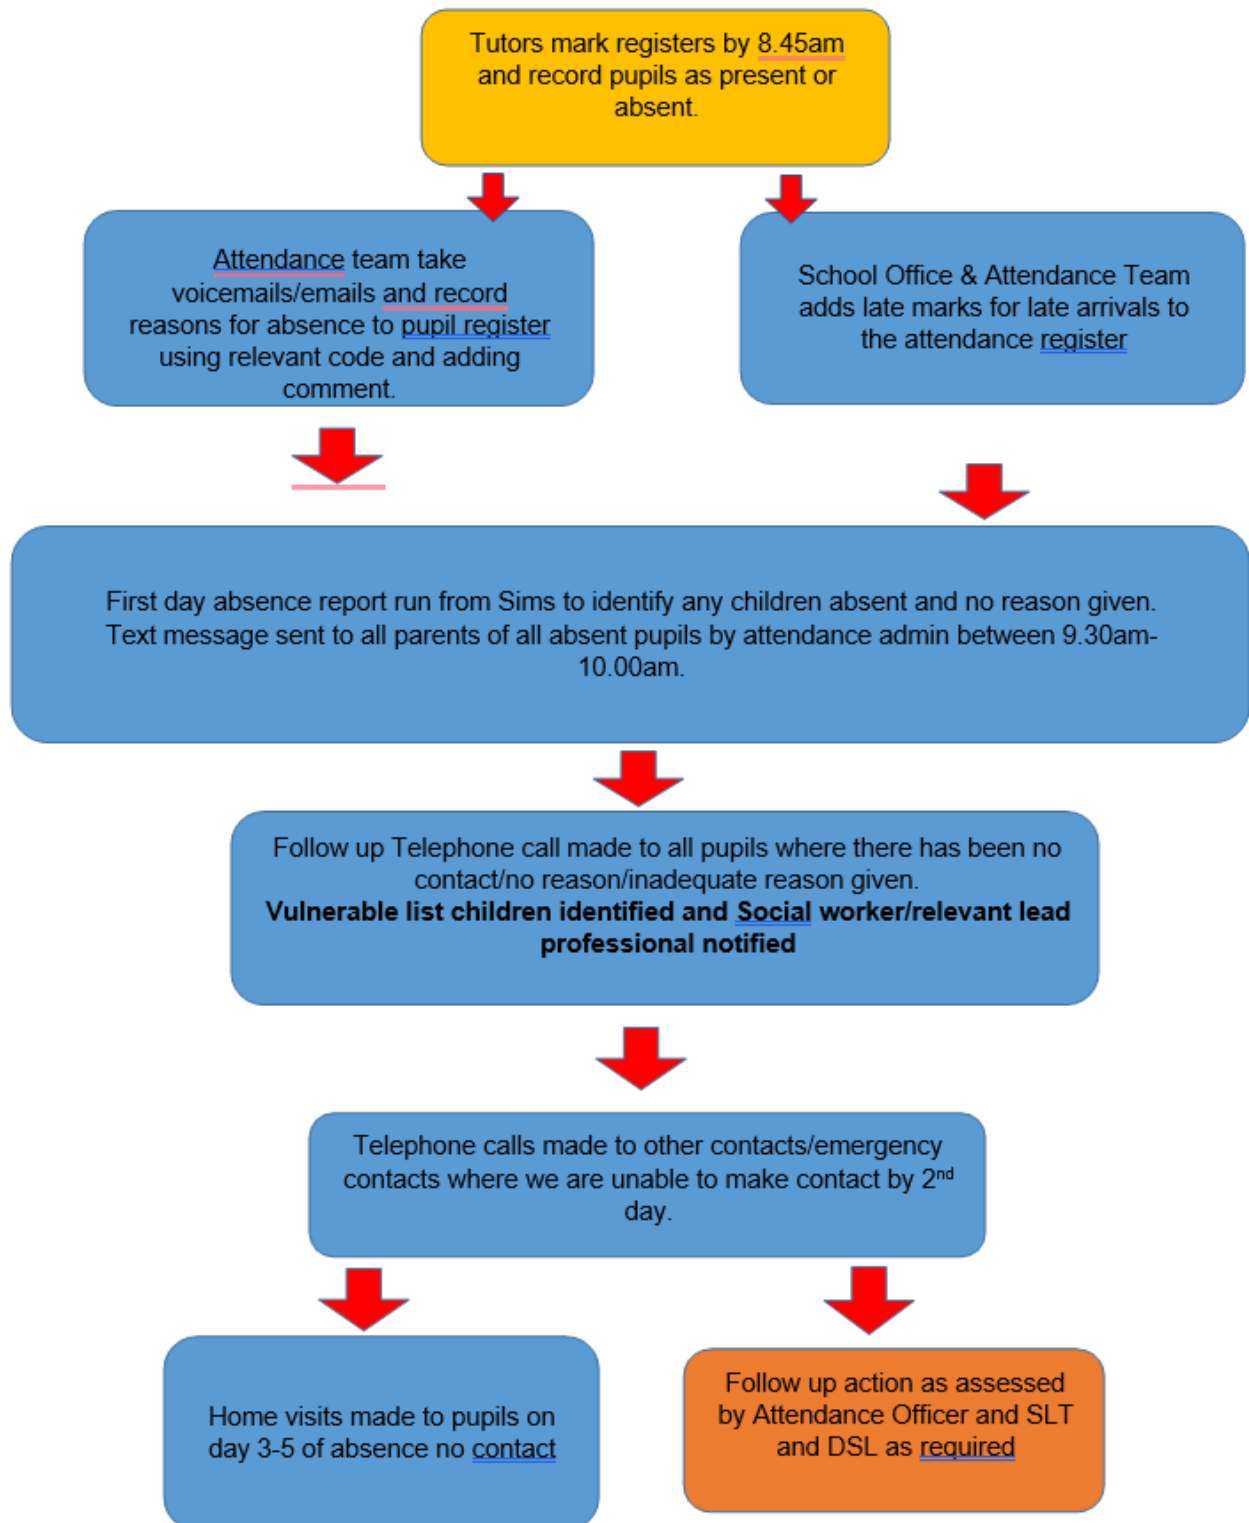 Tutors mark registers by 8.45am
and record pupils as present or
absent.
Attendance team take
voicemails/emails and record
reasons for absence to pupil register
using relevant code and adding
comment.
School Office & Attendance Team
adds late marks for late arrivals to
the attendance register
First day absence report run from Sims to identify any children absent and no reason given.
Text message sent to all parents of all absent pupils by attendance admin between 9.30am-
10.00am.
Follow up Telephone call made to all pupils where there has been no
contact/no reason/inadequate reason given.
Vulnerable list children identified and Social worker/relevant lead
professional notified
Telephone calls made to other contacts/emergency
contacts where we are unable to make contact by 2nd
day.
Home visits made to pupils on
day 3-5 of absence no contact
Follow up action as assessed
by Attendance Officer and SLT
and DSL as required